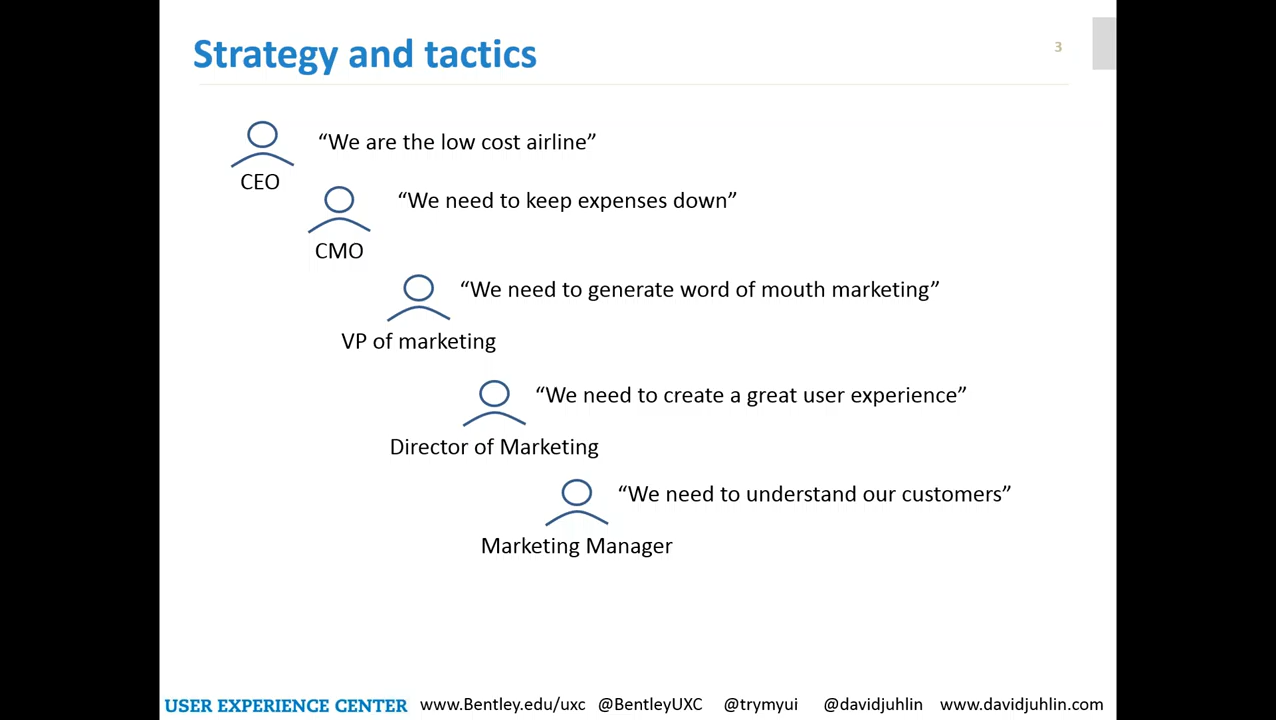 Strategy and tactics
3
“We are the low cost airline”
CEO
“We need to keep expenses down”
CMO
“We need to generate word of mouth marketing”
VP of marketing
“We need to create a great user experience”
Director of Marketing
“We need to understand our customers”
Marketing Manager
USER EXPERIENCE CENTER www.Bentley.edu/uxc @BentleyUXC @trymyui @davidjuhlin www.davidjuhlin.com